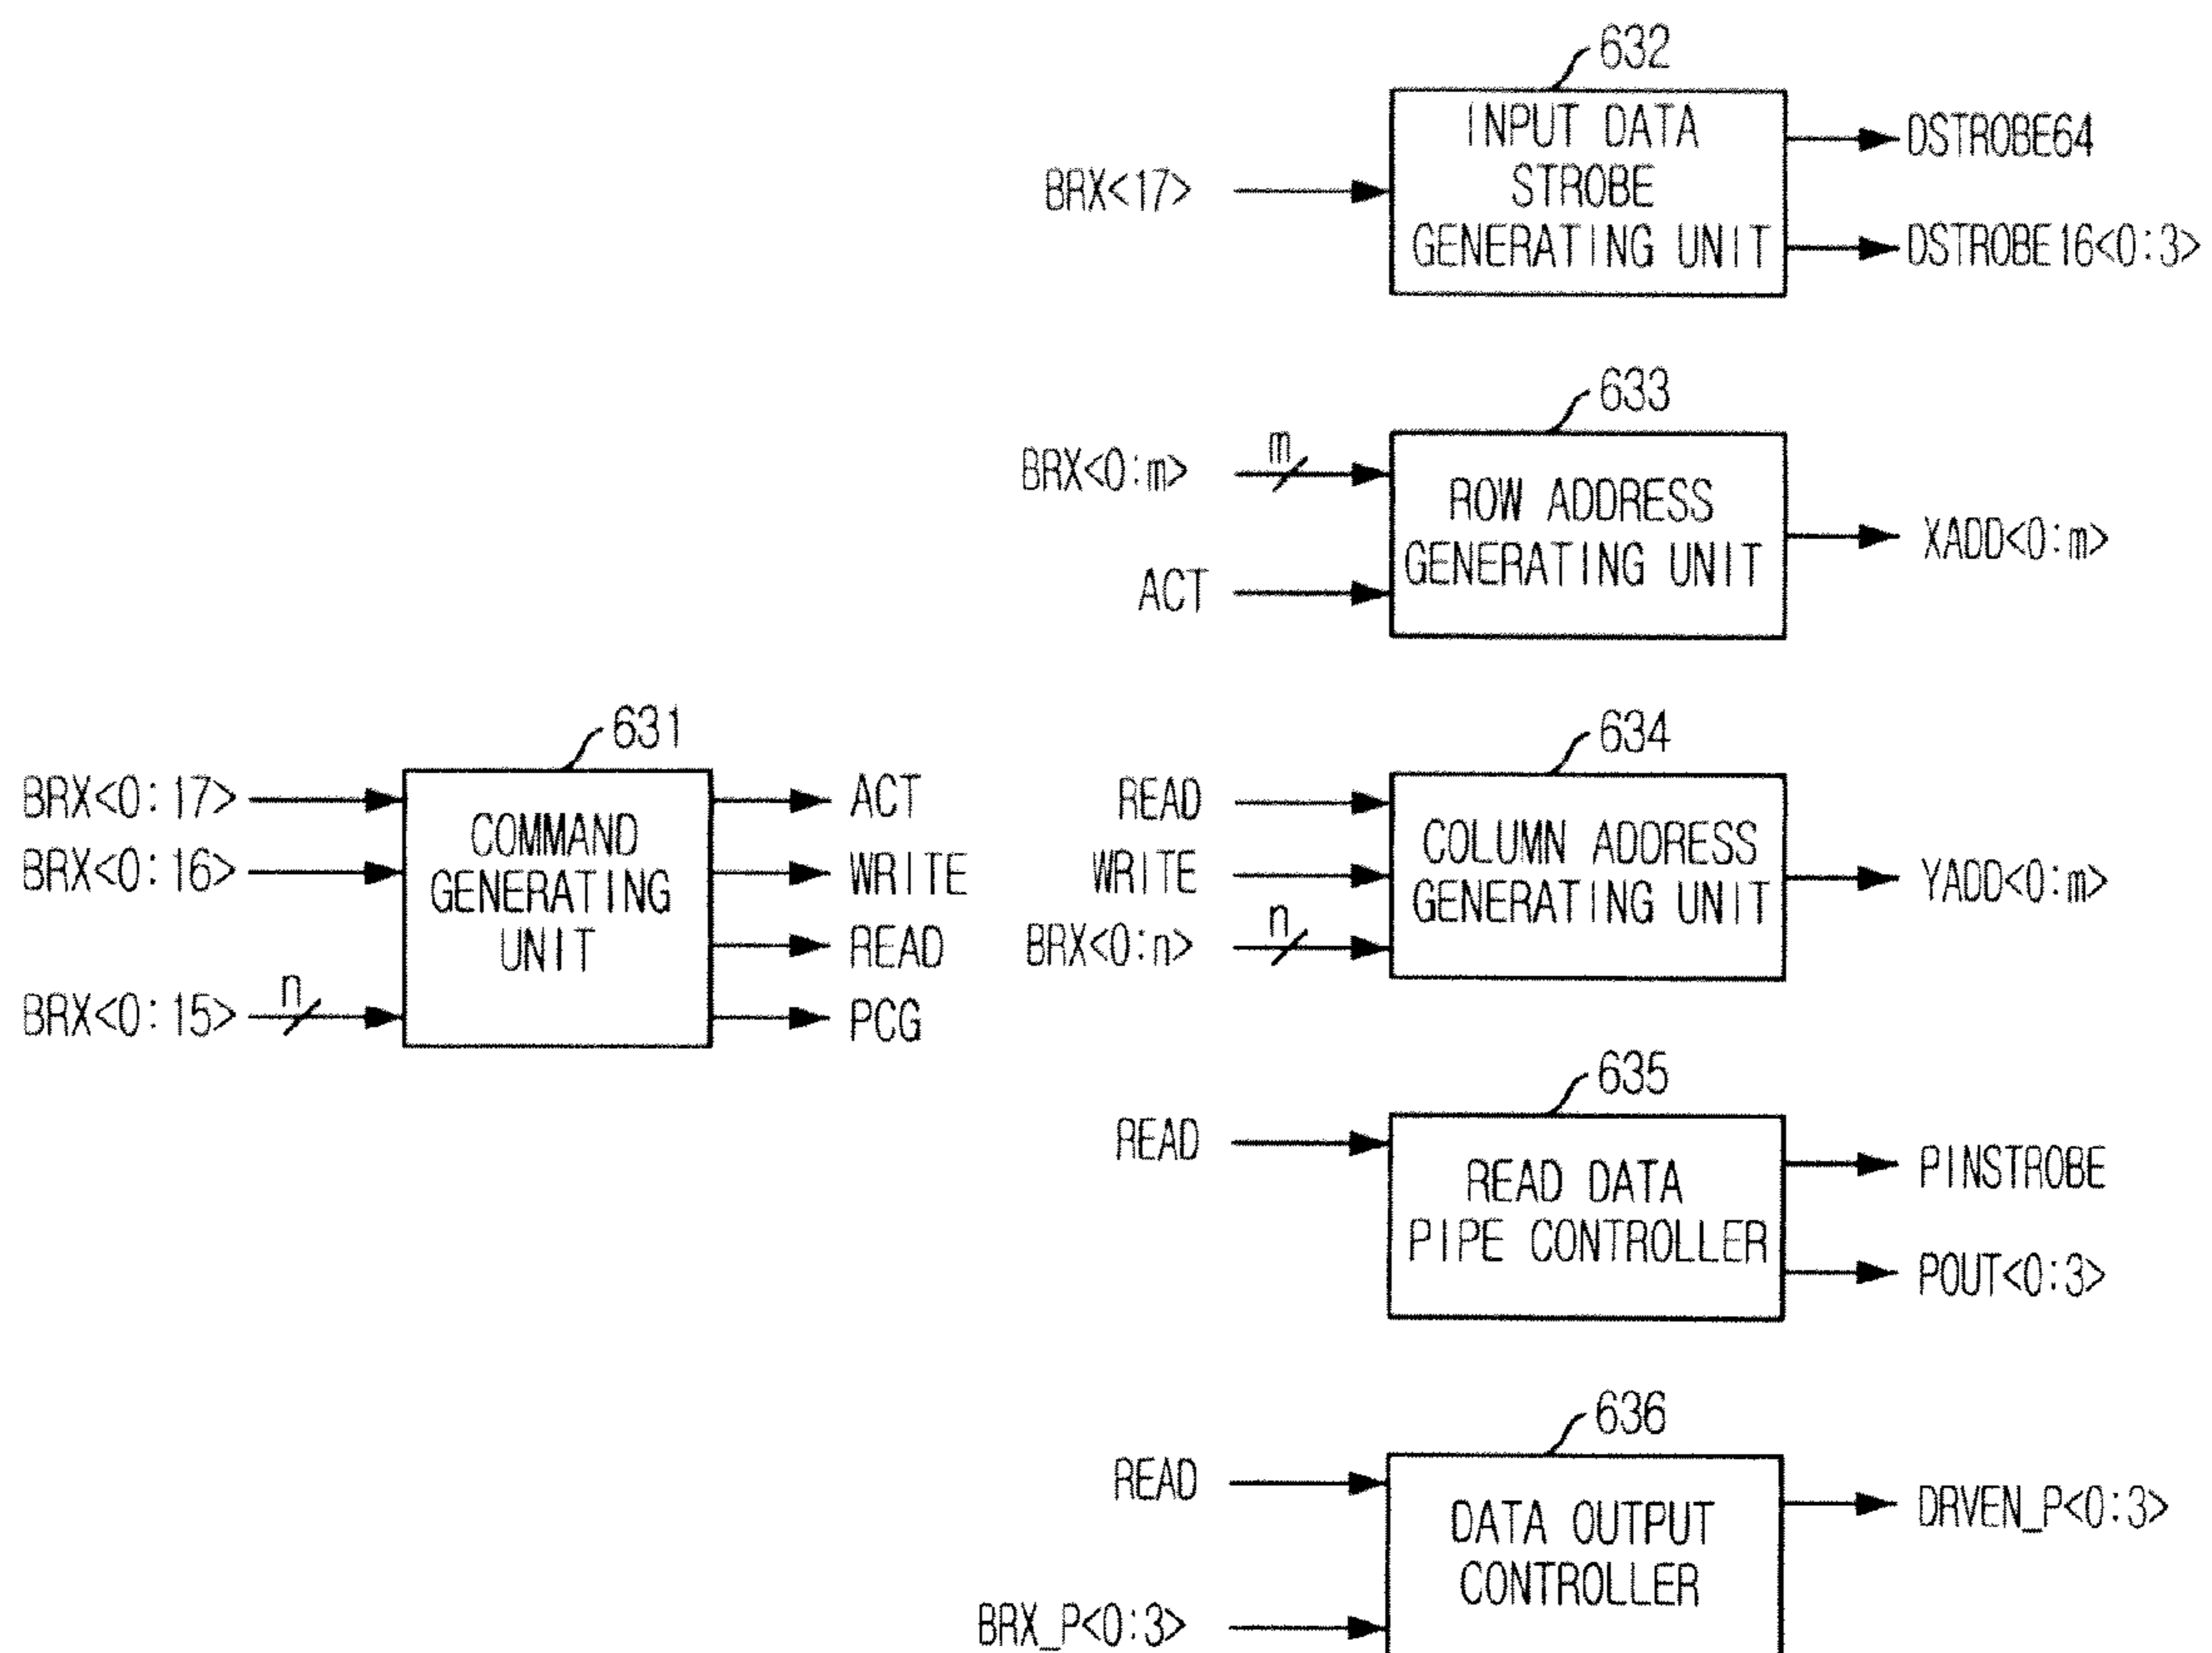 632
INPUT DATA
STROBE
GENERATING UNIT
BRX<17>
DSTROBE64
DSTROBE16<0:3>
633
BRX<0:m>
m
ACT
ROW ADDRESS
GENERATING UNIT
XADD<0:m>
631
BRX<0:17>
BRX<0:16>
BRX<0:15>
n
COMMAND
GENERATING
UNIT
ACT
WRITE
READ
PCG
634
READ
WRITE
BRX<0:n>
n
COLUMN ADDRESS
GENERATING UNIT
YADD<0:m>
635
READ
READ DATA
PIPE CONTROLLER
PINSTROBE
POUT<0:3>
636
READ
BRX_P<0:3>
DATA OUTPUT
CONTROLLER
DRVEN_P<0:3>